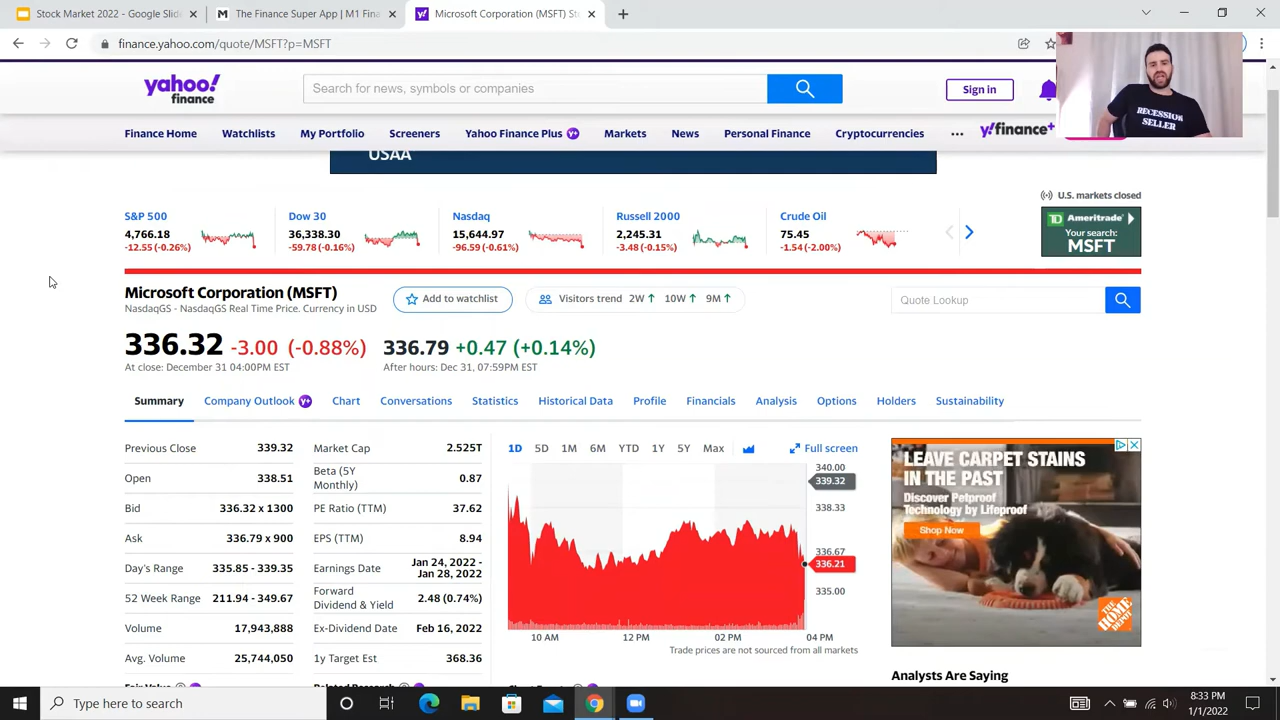 Stock Market 2022 - Google Slide
The Finance Super App | M1 Fina
Microsoft Corporation (MSFT) Sto
finance.yahoo.com/quote/MSFT?p=MSFT
yahoo!
finance
Search for news, symbols or companies
Sign in
RECESSION
SELLER
Finance Home
Watchlists
My Portfolio
Screeners
Yahoo Finance Plus
Markets
News
Personal Finance
Cryptocurrencies
...
y!finance+
USAA
U.S. markets closed
S&P 500
4,766.18
-12.55 (-0.26%)
Dow 30
36,338.30
-59.78 (-0.16%)
Nasdaq
15,644.97
-96.59 (-0.61%)
Russell 2000
2,245.31
-3.48 (-0.15%)
Crude Oil
75.45
-1.54 (-2.00%)
TD Ameritrade
Your search:
MSFT
Microsoft Corporation (MSFT)
NasdaqGS - NasdaqGS Real Time Price. Currency in USD
Add to watchlist
Visitors trend 2W↑ 10W↑ 9M↑
Quote Lookup
336.32 -3.00 (-0.88%)
At close: December 31 04:00PM EST
336.79 +0.47 (+0.14%)
After hours: Dec 31, 07:59PM EST
Summary
Company Outlook
Chart
Conversations
Statistics
Historical Data
Profile
Financials
Analysis
Options
Holders
Sustainability
Previous Close 339.32
Open 338.51
Bid 336.32 x 1300
Ask 336.79 x 900
Day's Range 335.85 - 339.35
52 Week Range 211.94 - 349.67
Volume 17,943,888
Avg. Volume 25,744,050
Market Cap 2.525T
Beta (5Y
Monthly) 0.87
PE Ratio (TTM) 37.62
EPS (TTM) 8.94
Earnings Date Jan 24, 2022 -
Jan 28, 2022
Forward
Dividend & Yield 2.48 (0.74%)
Ex-Dividend Date Feb 16, 2022
1y Target Est 368.36
1D 5D 1M 6M YTD 1Y 5Y Max
Full screen
340.00
339.32
338.33
336.67
336.21
335.00
10 AM 12 PM 02 PM 04 PM
Trade prices are not sourced from all markets
LEAVE CARPET STAINS
IN THE PAST
Discover Petproof
Technology by Lifeproof
Shop Now
THE HOME DEPOT
Analysts Are Saying
Type here to search
8:33 PM
1/1/2022